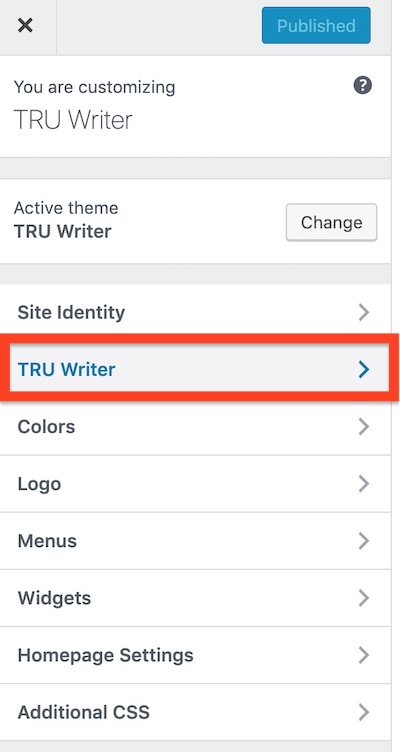 Published
You are customizing
TRU Writer
Active theme
TRU Writer
Change
Site Identity
TRU Writer
Colors
Logo
Menus
Widgets
Homepage Settings
Additional CSS